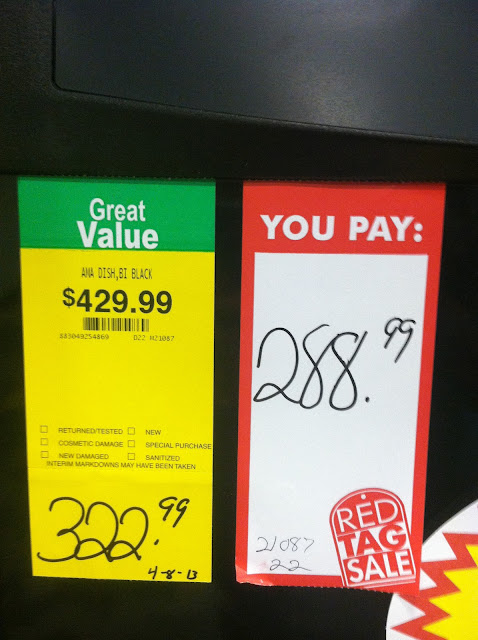 Great
Value
AMA DISH,BI BLACK
$429.99
883049254869 D22 M21087
☐ RETURNED/TESTED ☐ NEW
☐ COSMETIC DAMAGE ☐ SPECIAL PURCHASE
☐ NEW DAMAGED ☐ SANITIZED
INTERIM MARKDOWNS MAY HAVE BEEN TAKEN
322.99
4-8-13
YOU PAY:
288.99
21087
22
RED
TAG
SALE